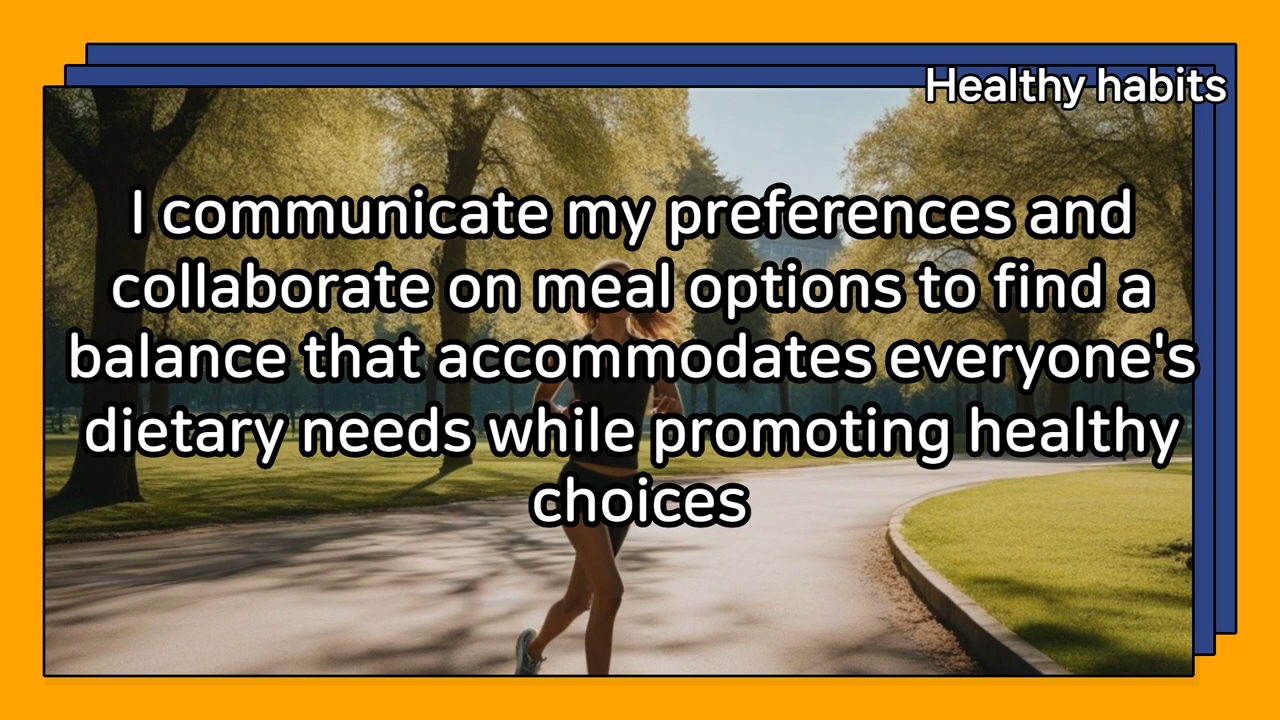 Healthy habits
I communicate my preferences and
collaborate on meal options to find a
balance that accommodates everyone's
dietary needs while promoting healthy
choices